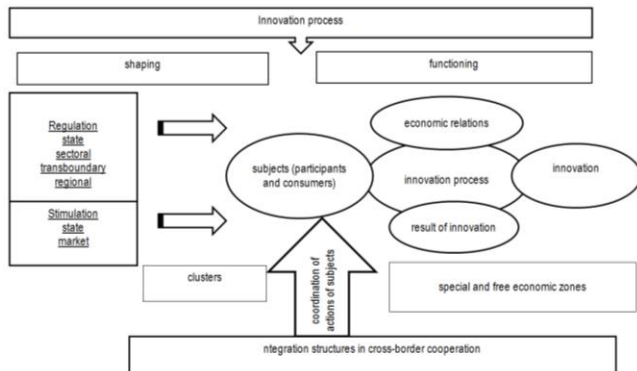 Innovation process
shaping
functioning
Regulation
state
sectoral
transboundary
regional
Stimulation
state
market
subjects (participants
and consumers)
economic relations
innovation process
innovation
result of innovation
clusters
coordination of
actions of subjects
special and free economic zones
ntegration structures in cross-border cooperation